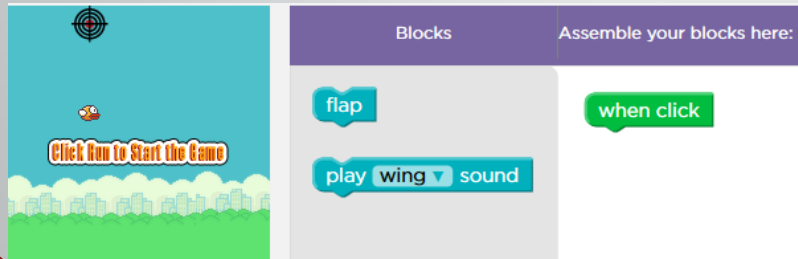 Blocks
Assemble your blocks here:
flap
when click
play wing ▼ sound
Click Run to Start the Game